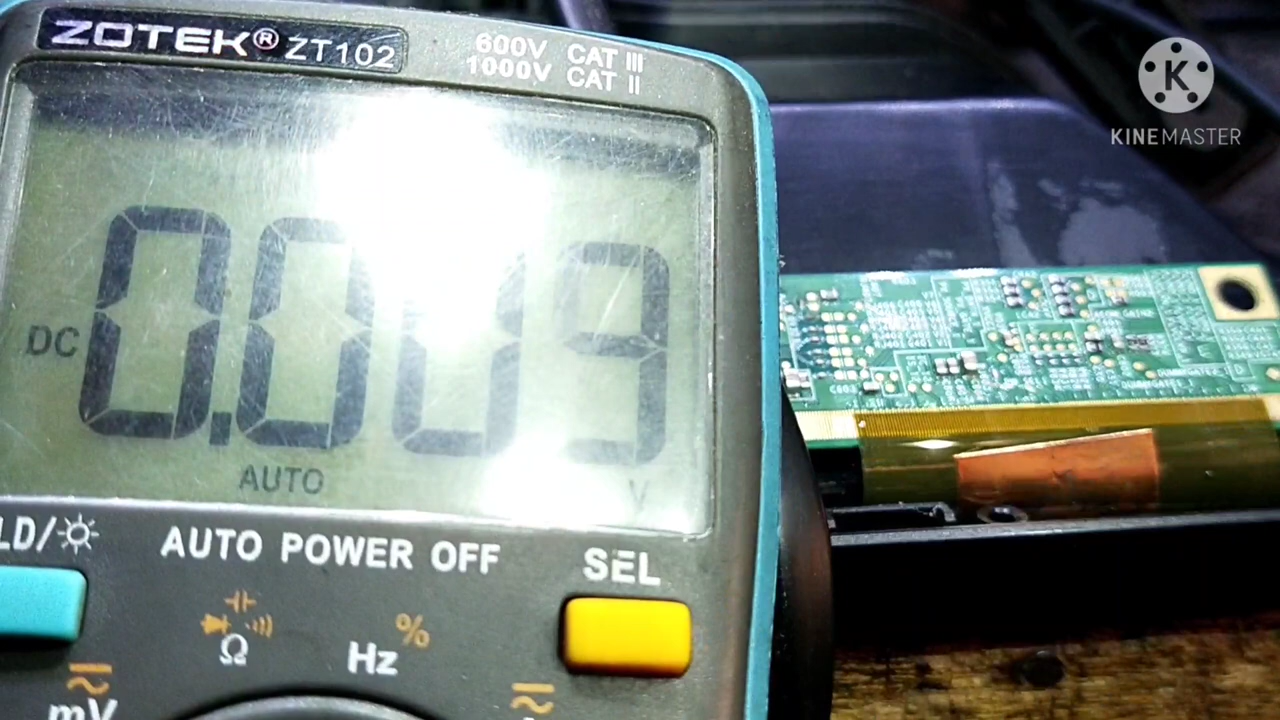 ZOTEK® ZT102
600V CAT III
1000V CAT II
KINEMASTER
DC
0.009
AUTO
V
LD/
AUTO POWER OFF
SEL
Ω
Hz
%
mV